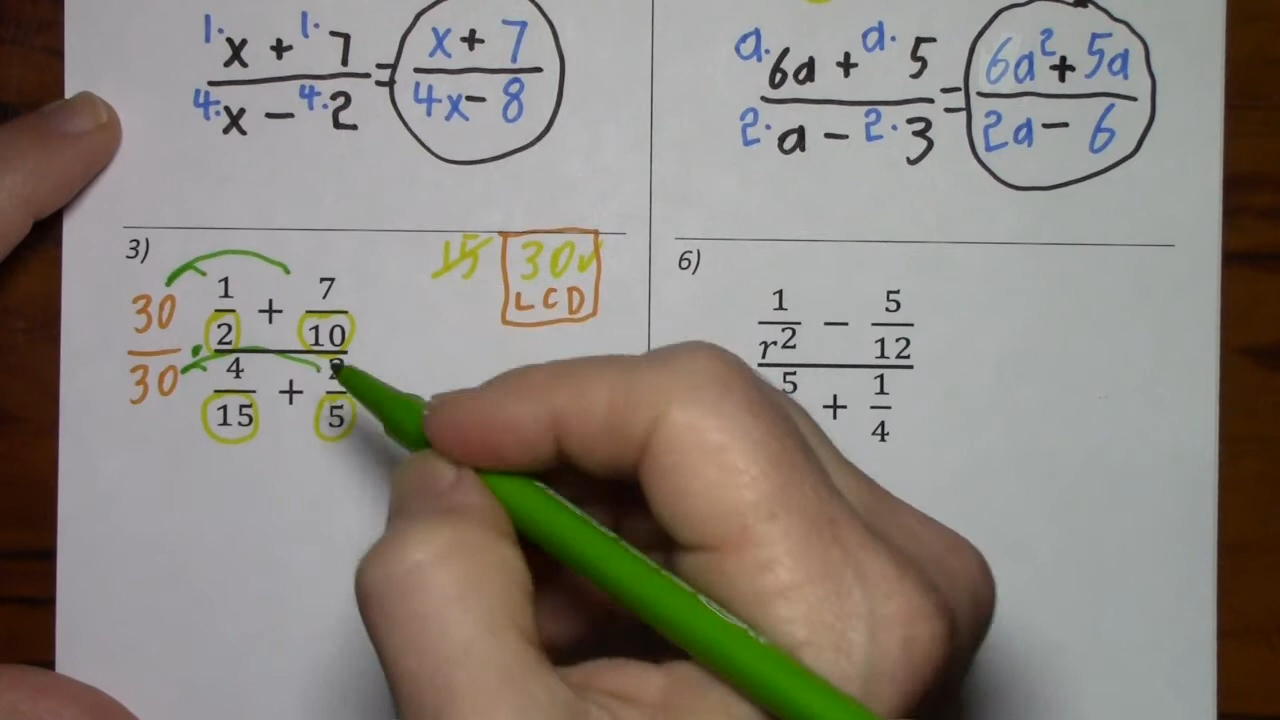 1· x + 1· 7 = x + 7
4· x − 4· 2 4x − 8
a· 6a + a· 5 = 6a² + 5a
2· a − 2· 3 2a − 6
3)
15 30 ✓
LCD
30 · 1/2 + 7/10
30 4/15 + /5
6)
1/r² − 5/12
5 + 1/4